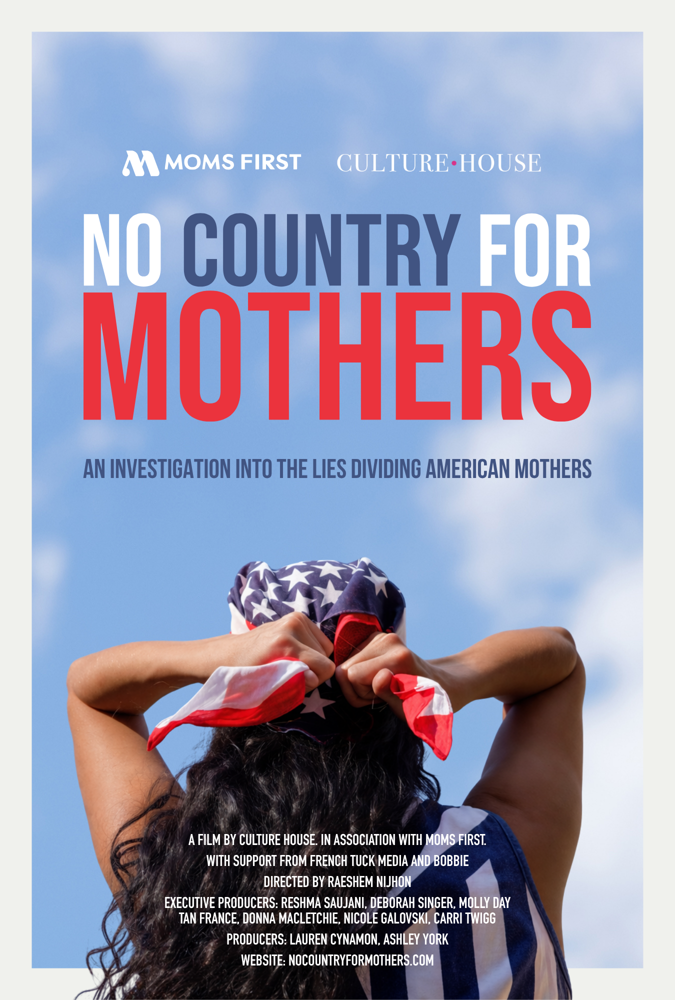 MOMS FIRST
CULTURE•HOUSE
NO COUNTRY FOR
MOTHERS
AN INVESTIGATION INTO THE LIES DIVIDING AMERICAN MOTHERS
A FILM BY CULTURE HOUSE. IN ASSOCIATION WITH MOMS FIRST.
WITH SUPPORT FROM FRENCH TUCK MEDIA AND BOBBIE
DIRECTED BY RAESHEM NIJHON
EXECUTIVE PRODUCERS: RESHMA SAUJANI, DEBORAH SINGER, MOLLY DAY
TAN FRANCE, DONNA MACLETCHIE, NICOLE GALOVSKI, CARRI TWIGG
PRODUCERS: LAUREN CYNAMON, ASHLEY YORK
WEBSITE: NOCOUNTRYFORMOTHERS.COM